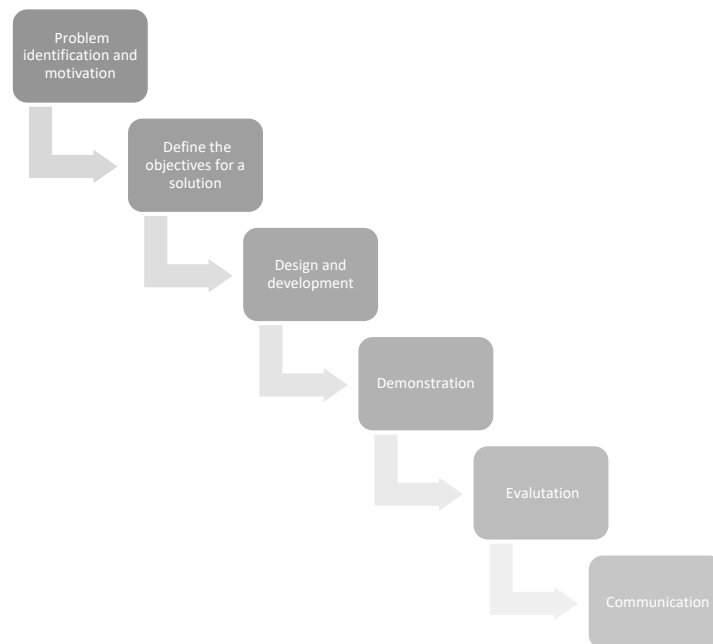 Problem
identification and
motivation
Define the
objectives for a
solution
Design and
development
Demonstration
Evalutation
Communication